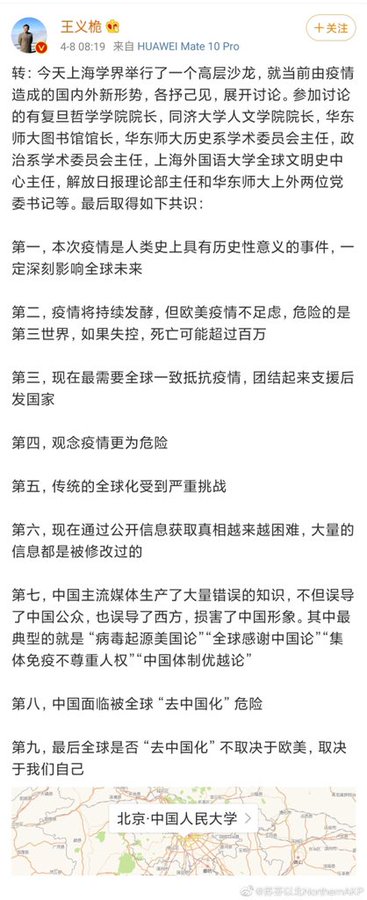 王义桅
4-8 08:19 来自 HUAWEI Mate 10 Pro
+关注
转：今天上海学界举行了一个高层沙龙，就当前由疫情
造成的国内外新形势，各抒己见，展开讨论。参加讨论
的有复旦哲学学院院长，同济大学人文学院院长，华东
师大图书馆馆长，华东师大历史系学术委员会主任，政
治系学术委员会主任，上海外国语大学全球文明史中
心主任，解放日报理论部主任和华东师大上外两位党
委书记等。最后取得如下共识：
第一，本次疫情是人类史上具有历史性意义的事件，一
定深刻影响全球未来
第二，疫情将持续发酵，但欧美疫情不足虑，危险的是
第三世界，如果失控，死亡可能超过百万
第三，现在最需要全球一致抵抗疫情，团结起来支援后
发国家
第四，观念疫情更为危险
第五，传统的全球化受到严重挑战
第六，现在通过公开信息获取真相越来越困难，大量的
信息都是被修改过的
第七，中国主流媒体生产了大量错误的知识，不但误导
了中国公众，也误导了西方，损害了中国形象。其中最
典型的就是“病毒起源美国论”“全球感谢中国论”“集
体免疫不尊重人权”“中国体制优越论”
第八，中国面临被全球“去中国化”危险
第九，最后全球是否“去中国化”不取决于欧美，取决
于我们自己
北京·中国人民大学